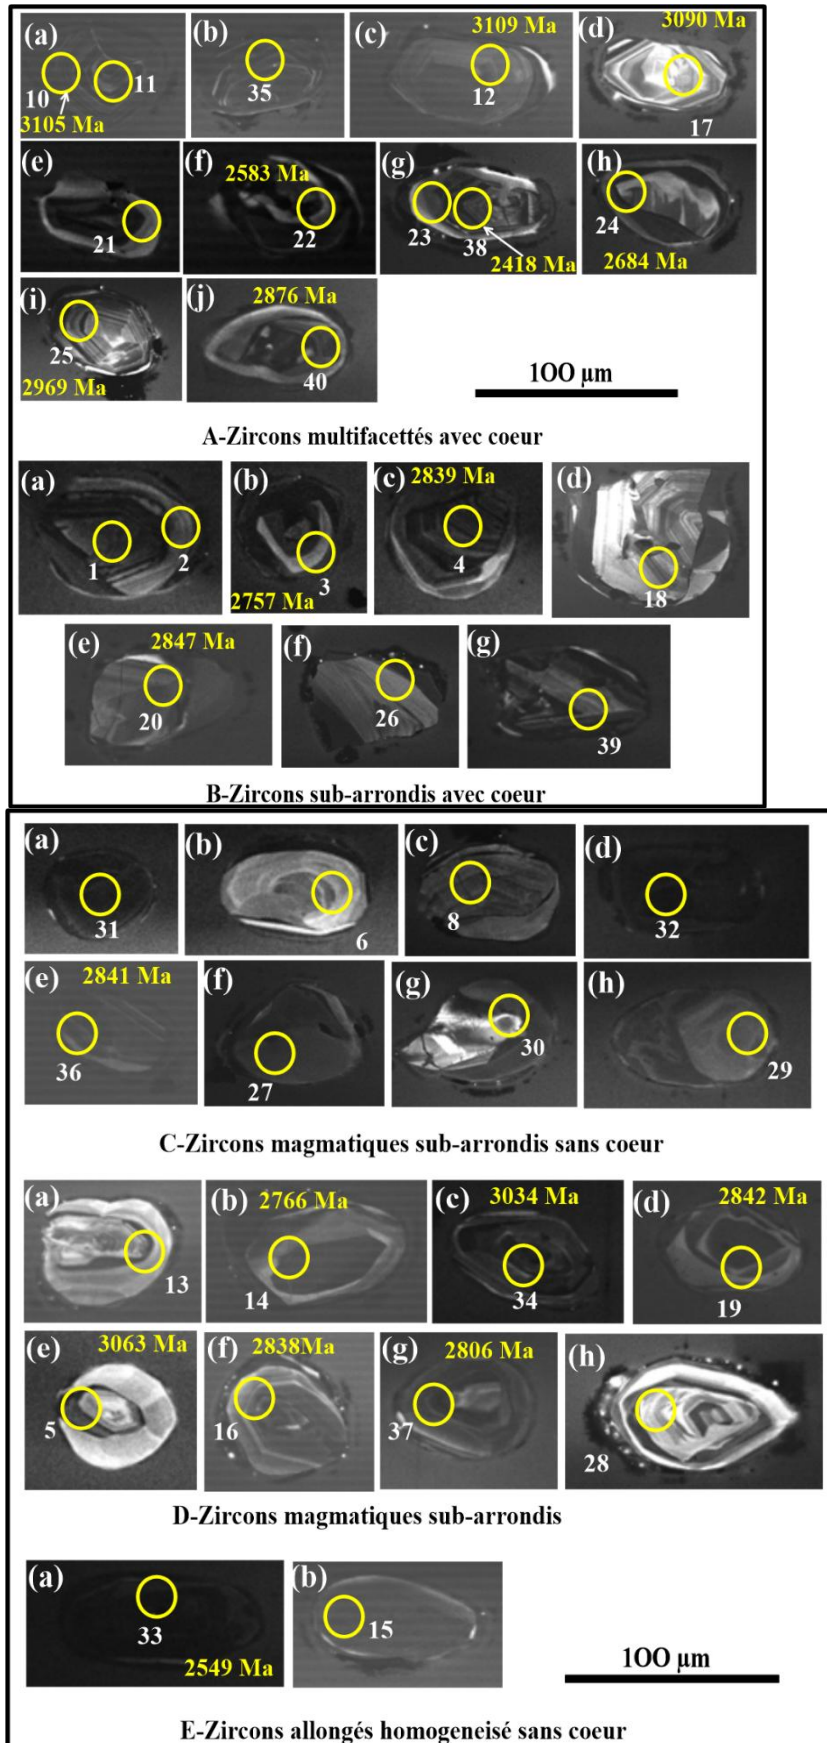 (a) (b) (c) 3109 Ma (d) 3090 Ma
10 11 35 12 17
3105 Ma
(e) (f) (g) (h)
2583 Ma
21 22 23 38 24
2418 Ma 2684 Ma
(i) (j) 2876 Ma
25 40
2969 Ma
100 µm
A-Zircons multifacettés avec coeur
(a) (b) (c) 2839 Ma (d)
1 2 3 4 18
2757 Ma
(e) 2847 Ma (f) (g)
20 26 39
B-Zircons sub-arrondis avec coeur
(a) (b) (c) (d)
31 6 8 32
(e) 2841 Ma (f) (g) (h)
36 27 30 29
C-Zircons magmatiques sub-arrondis sans coeur
(a) (b) 2766 Ma (c) 3034 Ma (d) 2842 Ma
13 14 34 19
(e) 3063 Ma (f) 2838Ma (g) 2806 Ma (h)
5 16 37 28
D-Zircons magmatiques sub-arrondis
(a) (b)
33 15
2549 Ma
100 µm
E-Zircons allongés homogeneisé sans coeur